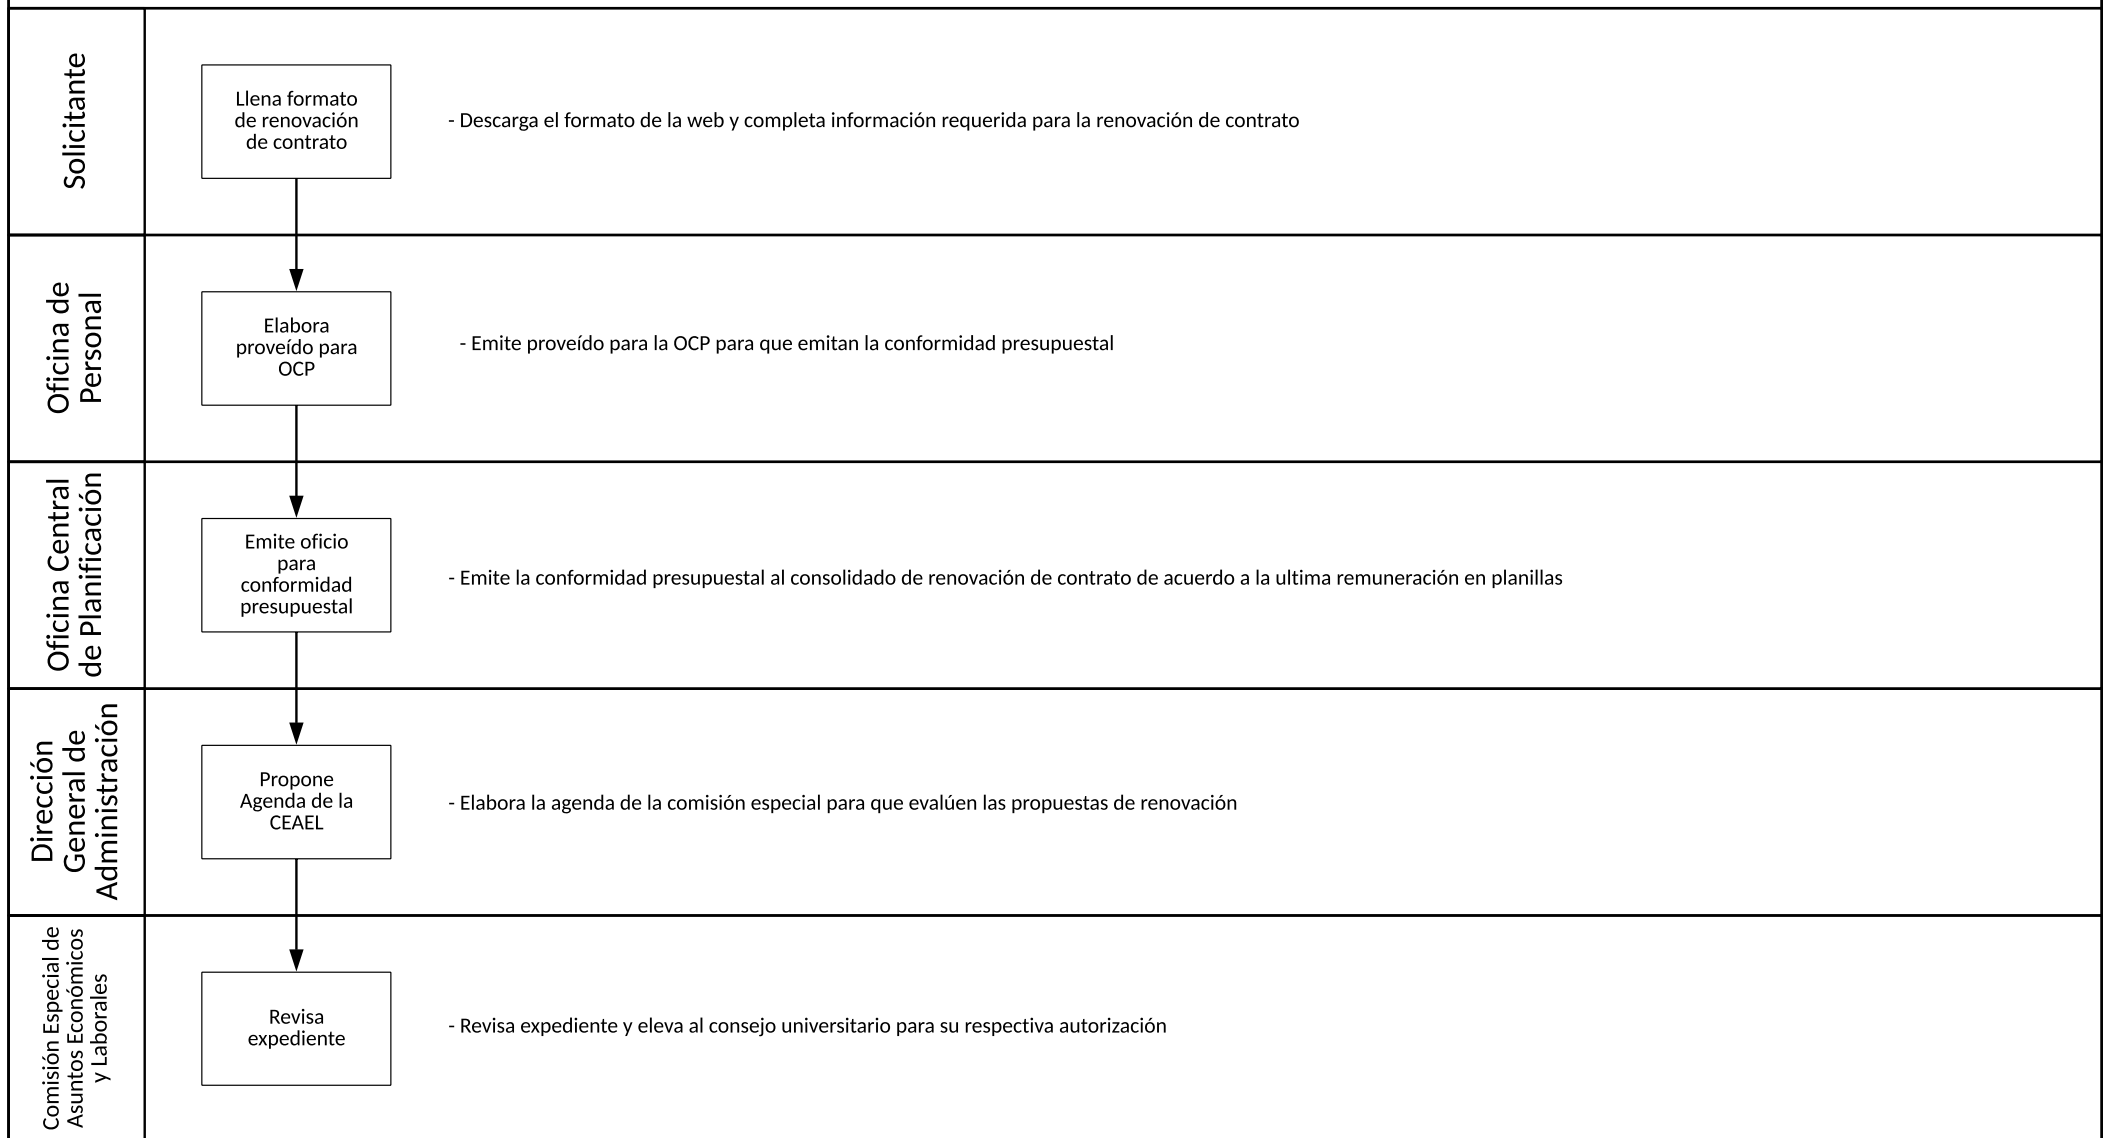 Solicitante
Llena formato
de renovación
de contrato
- Descarga el formato de la web y completa información requerida para la renovación de contrato
Oficina de
Personal
Elabora
proveído para
OCP
- Emite proveído para la OCP para que emitan la conformidad presupuestal
Oficina Central
de Planificación
Emite oficio
para
conformidad
presupuestal
- Emite la conformidad presupuestal al consolidado de renovación de contrato de acuerdo a la ultima remuneración en planillas
Dirección
General de
Administración
Propone
Agenda de la
CEAEL
- Elabora la agenda de la comisión especial para que evalúen las propuestas de renovación
Comisión Especial de
Asuntos Económicos
y Laborales
Revisa
expediente
- Revisa expediente y eleva al consejo universitario para su respectiva autorización